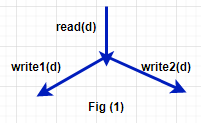 read(d)
write1(d)
write2(d)
Fig (1)